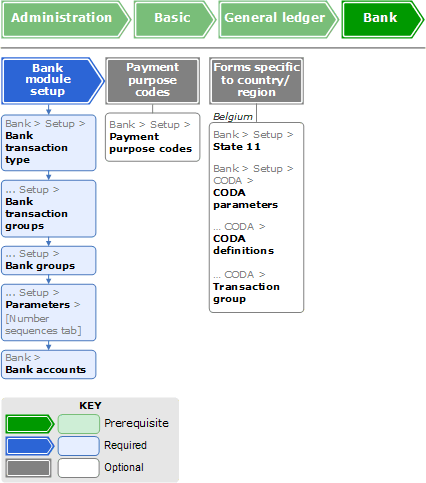 Administration
Basic
General ledger
Bank
Bank
module
setup
Payment
purpose
codes
Forms specific
to country/
region
Bank > Setup >
Bank
transaction
type
... Setup >
Bank
transaction
groups
... Setup >
Bank groups
... Setup >
Parameters >
[Number
sequences tab]
Bank >
Bank accounts
Bank > Setup >
Payment
purpose codes
Belgium
Bank > Setup >
State 11
Bank > Setup >
CODA >
CODA
parameters
... CODA >
CODA
definitions
... CODA >
Transaction
group
KEY
Prerequisite
Required
Optional